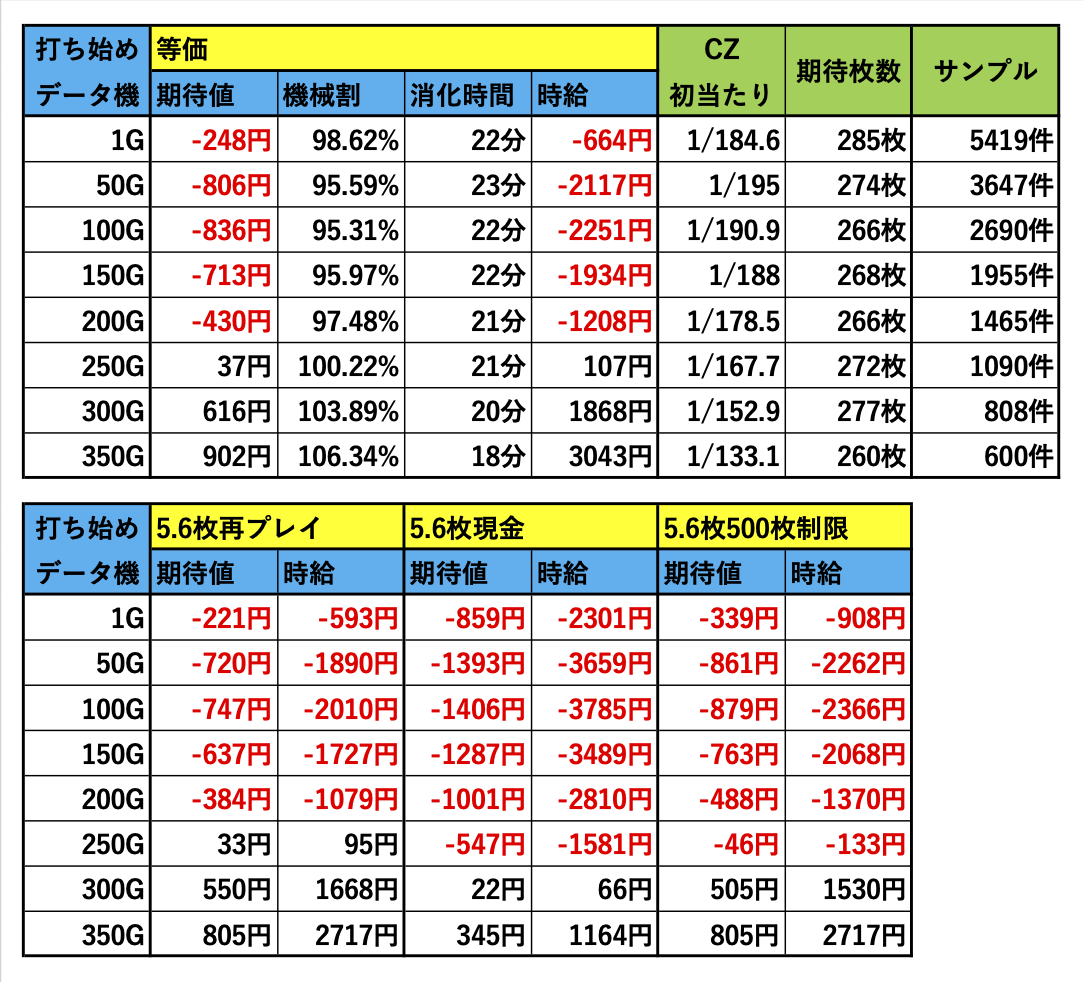 打ち始め 等価 CZ 期待枚数 サンプル
データ機 期待値 機械割 消化時間 時給 初当たり
1G -248円 98.62% 22分 -664円 1/184.6 285枚 5419件
50G -806円 95.59% 23分 -2117円 1/195 274枚 3647件
100G -836円 95.31% 22分 -2251円 1/190.9 266枚 2690件
150G -713円 95.97% 22分 -1934円 1/188 268枚 1955件
200G -430円 97.48% 21分 -1208円 1/178.5 266枚 1465件
250G 37円 100.22% 21分 107円 1/167.7 272枚 1090件
300G 616円 103.89% 20分 1868円 1/152.9 277枚 808件
350G 902円 106.34% 18分 3043円 1/133.1 260枚 600件
打ち始め 5.6枚再プレイ 5.6枚現金 5.6枚500枚制限
データ機 期待値 時給 期待値 時給 期待値 時給
1G -221円 -593円 -859円 -2301円 -339円 -908円
50G -720円 -1890円 -1393円 -3659円 -861円 -2262円
100G -747円 -2010円 -1406円 -3785円 -879円 -2366円
150G -637円 -1727円 -1287円 -3489円 -763円 -2068円
200G -384円 -1079円 -1001円 -2810円 -488円 -1370円
250G 33円 95円 -547円 -1581円 -46円 -133円
300G 550円 1668円 22円 66円 505円 1530円
350G 805円 2717円 345円 1164円 805円 2717円